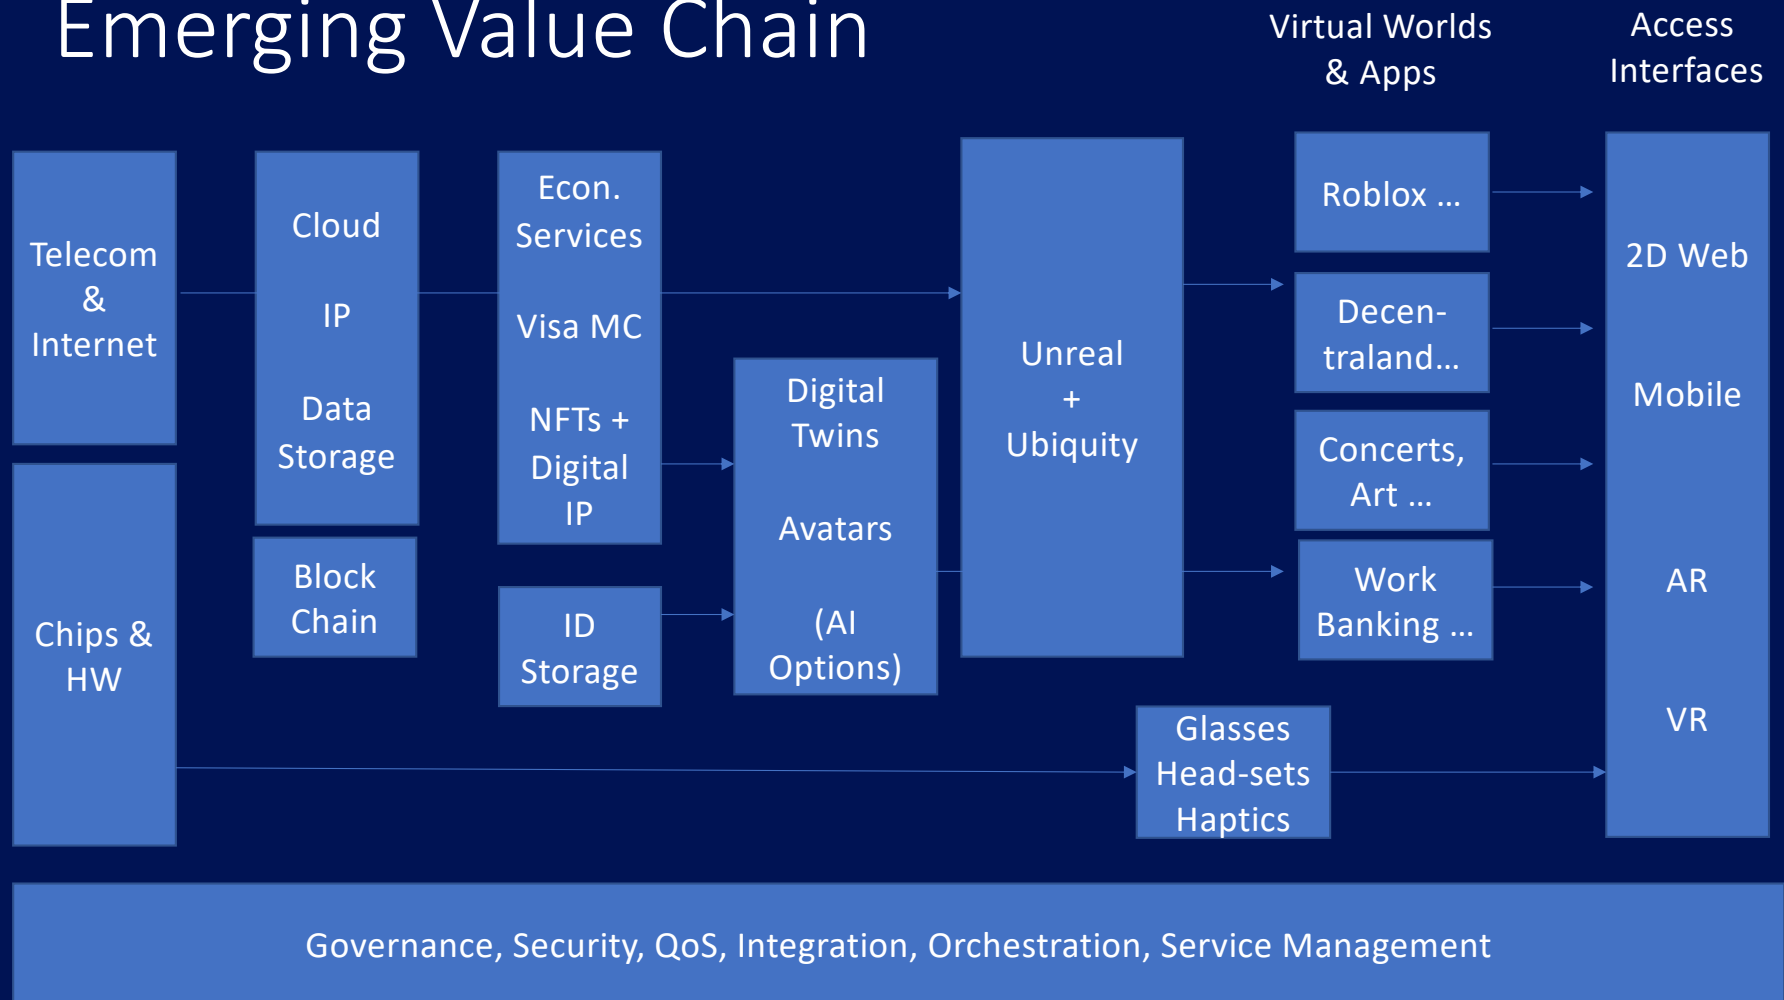 Emerging Value Chain
Virtual Worlds
& Apps
Access
Interfaces
Telecom
&
Internet
Chips &
HW
Cloud
IP
Data
Storage
Block
Chain
Econ.
Services
Visa MC
NFTs +
Digital
IP
ID
Storage
Digital
Twins
Avatars
(AI
Options)
Unreal
+
Ubiquity
Roblox …
Decen-
traland…
Concerts,
Art …
Work
Banking …
Glasses
Head-sets
Haptics
2D Web
Mobile
AR
VR
Governance, Security, QoS, Integration, Orchestration, Service Management